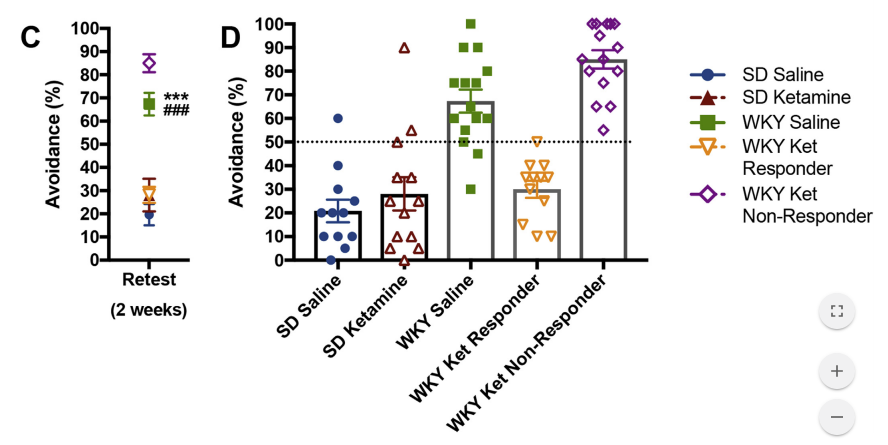 C
Avoidance (%)
100
90
80
70
60
50
40
30
20
10
0
***
###
Retest
(2 weeks)
D
Avoidance (%)
100
90
80
70
60
50
40
30
20
10
0
SD Saline
SD Ketamine
WKY Saline
WKY Ket Responder
WKY Ket Non-Responder
SD Saline
SD Ketamine
WKY Saline
WKY Ket
Responder
WKY Ket
Non-Responder